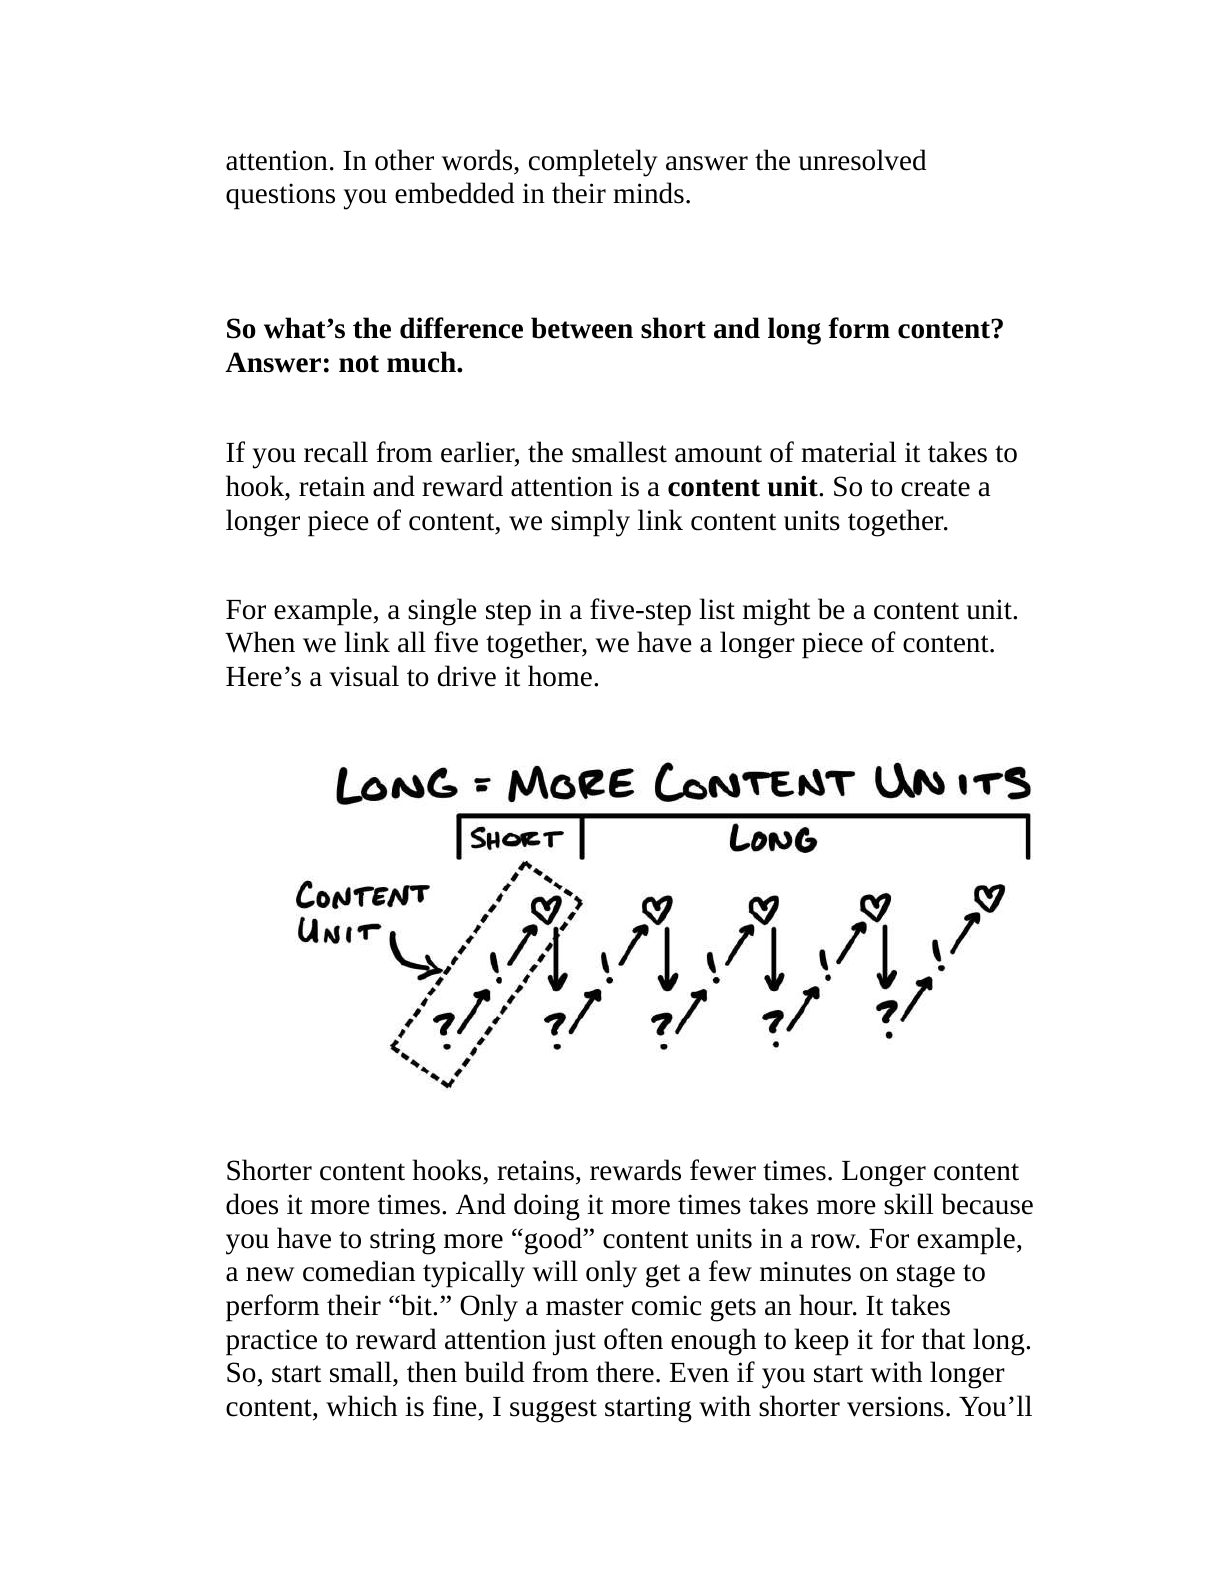 attention. In other words, completely answer the unresolved
questions you embedded in their minds.
So what’s the difference between short and long form content?
Answer: not much.
If you recall from earlier, the smallest amount of material it takes to
hook, retain and reward attention is a content unit. So to create a
longer piece of content, we simply link content units together.
For example, a single step in a five-step list might be a content unit.
When we link all five together, we have a longer piece of content.
Here’s a visual to drive it home.
LONG = MORE CONTENT UNITS
SHORT LONG
CONTENT
UNIT
! ! ! ! !
? ? ? ? ?
Shorter content hooks, retains, rewards fewer times. Longer content
does it more times. And doing it more times takes more skill because
you have to string more “good” content units in a row. For example,
a new comedian typically will only get a few minutes on stage to
perform their “bit.” Only a master comic gets an hour. It takes
practice to reward attention just often enough to keep it for that long.
So, start small, then build from there. Even if you start with longer
content, which is fine, I suggest starting with shorter versions. You’ll